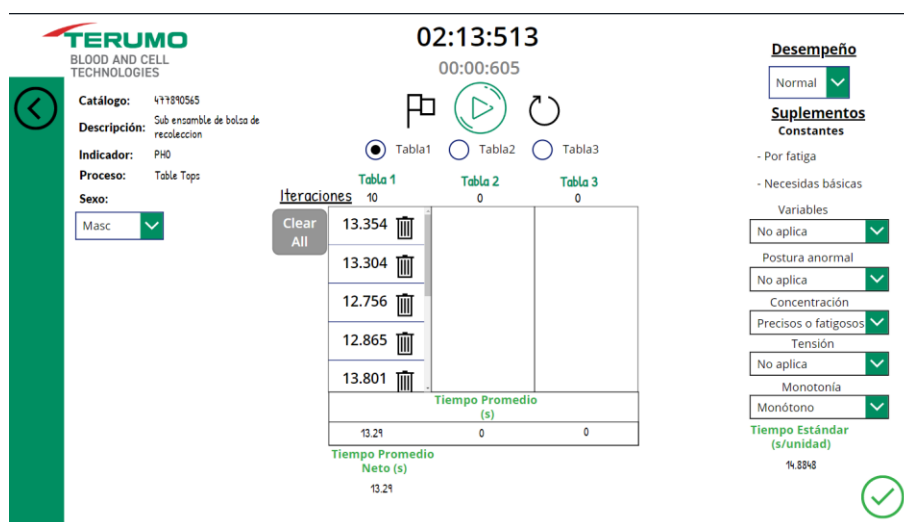 TERUMO
BLOOD AND CELL
TECHNOLOGIES
02:13:513
00:00:605
Catálogo: 477890565
Descripción: Sub ensamble de bolsa de
recoleccion
Indicador: PHO
Proceso: Table Tops
Sexo:
Masc
Tabla1 Tabla2 Tabla3
Tabla 1 Tabla 2 Tabla 3
Iteraciones 10 0 0
Clear
All
13.354
13.304
12.756
12.865
13.801
Tiempo Promedio
(s)
13.29 0 0
Tiempo Promedio
Neto (s)
13.29
Desempeño
Normal
Suplementos
Constantes
- Por fatiga
- Necesidas básicas
Variables
No aplica
Postura anormal
No aplica
Concentración
Precisos o fatigosos
Tensión
No aplica
Monotonía
Monótono
Tiempo Estándar
(s/unidad)
14.8848